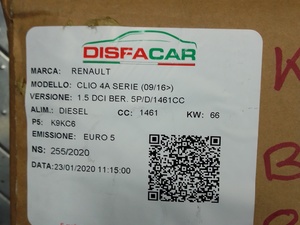 DISFACAR
MARCA: RENAULT
MODELLO: CLIO 4A SERIE (09/16>)
VERSIONE: 1.5 DCI BER. 5P/D/1461CC
ALIM.: DIESEL CC: 1461 KW: 66
P5: K9KC6
EMISSIONE: EURO 5
NS: 255/2020
DATA:23/01/2020 11:15:00